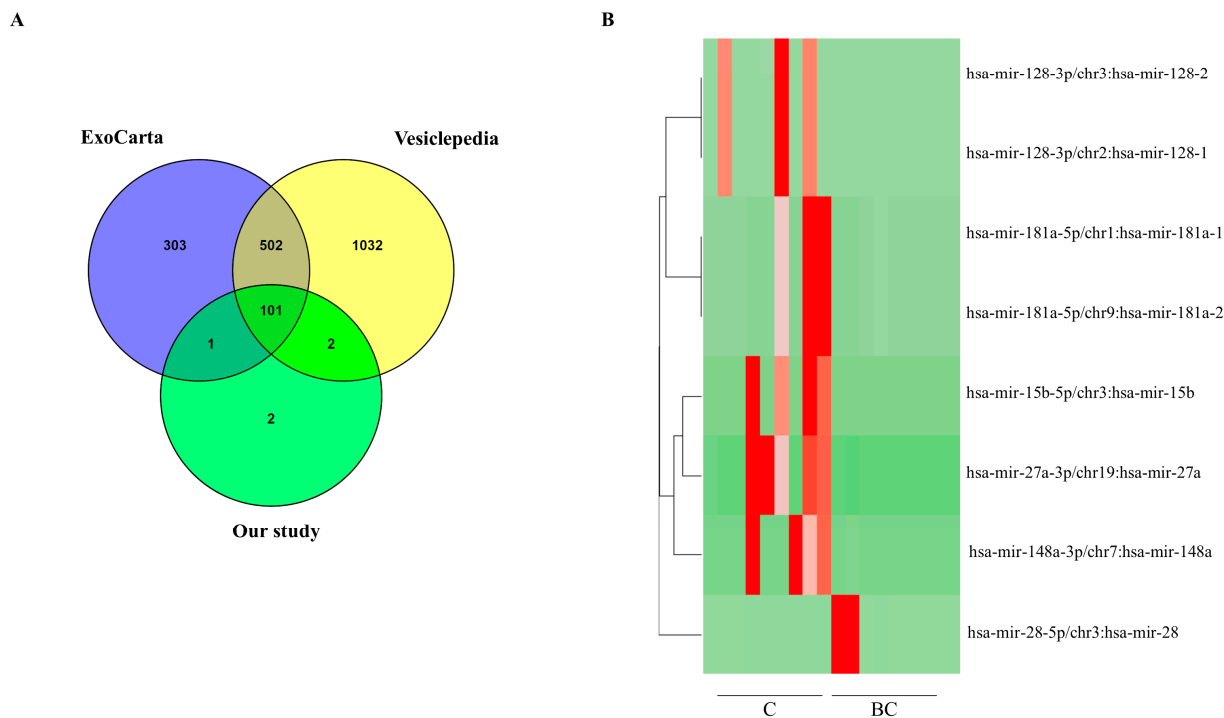 A
ExoCarta
Vesiclepedia
303
502
1032
101
1
2
2
Our study
B
hsa-mir-128-3p/chr3:hsa-mir-128-2
hsa-mir-128-3p/chr2:hsa-mir-128-1
hsa-mir-181a-5p/chr1:hsa-mir-181a-1
hsa-mir-181a-5p/chr9:hsa-mir-181a-2
hsa-mir-15b-5p/chr3:hsa-mir-15b
hsa-mir-27a-3p/chr19:hsa-mir-27a
hsa-mir-148a-3p/chr7:hsa-mir-148a
hsa-mir-28-5p/chr3:hsa-mir-28
C
BC